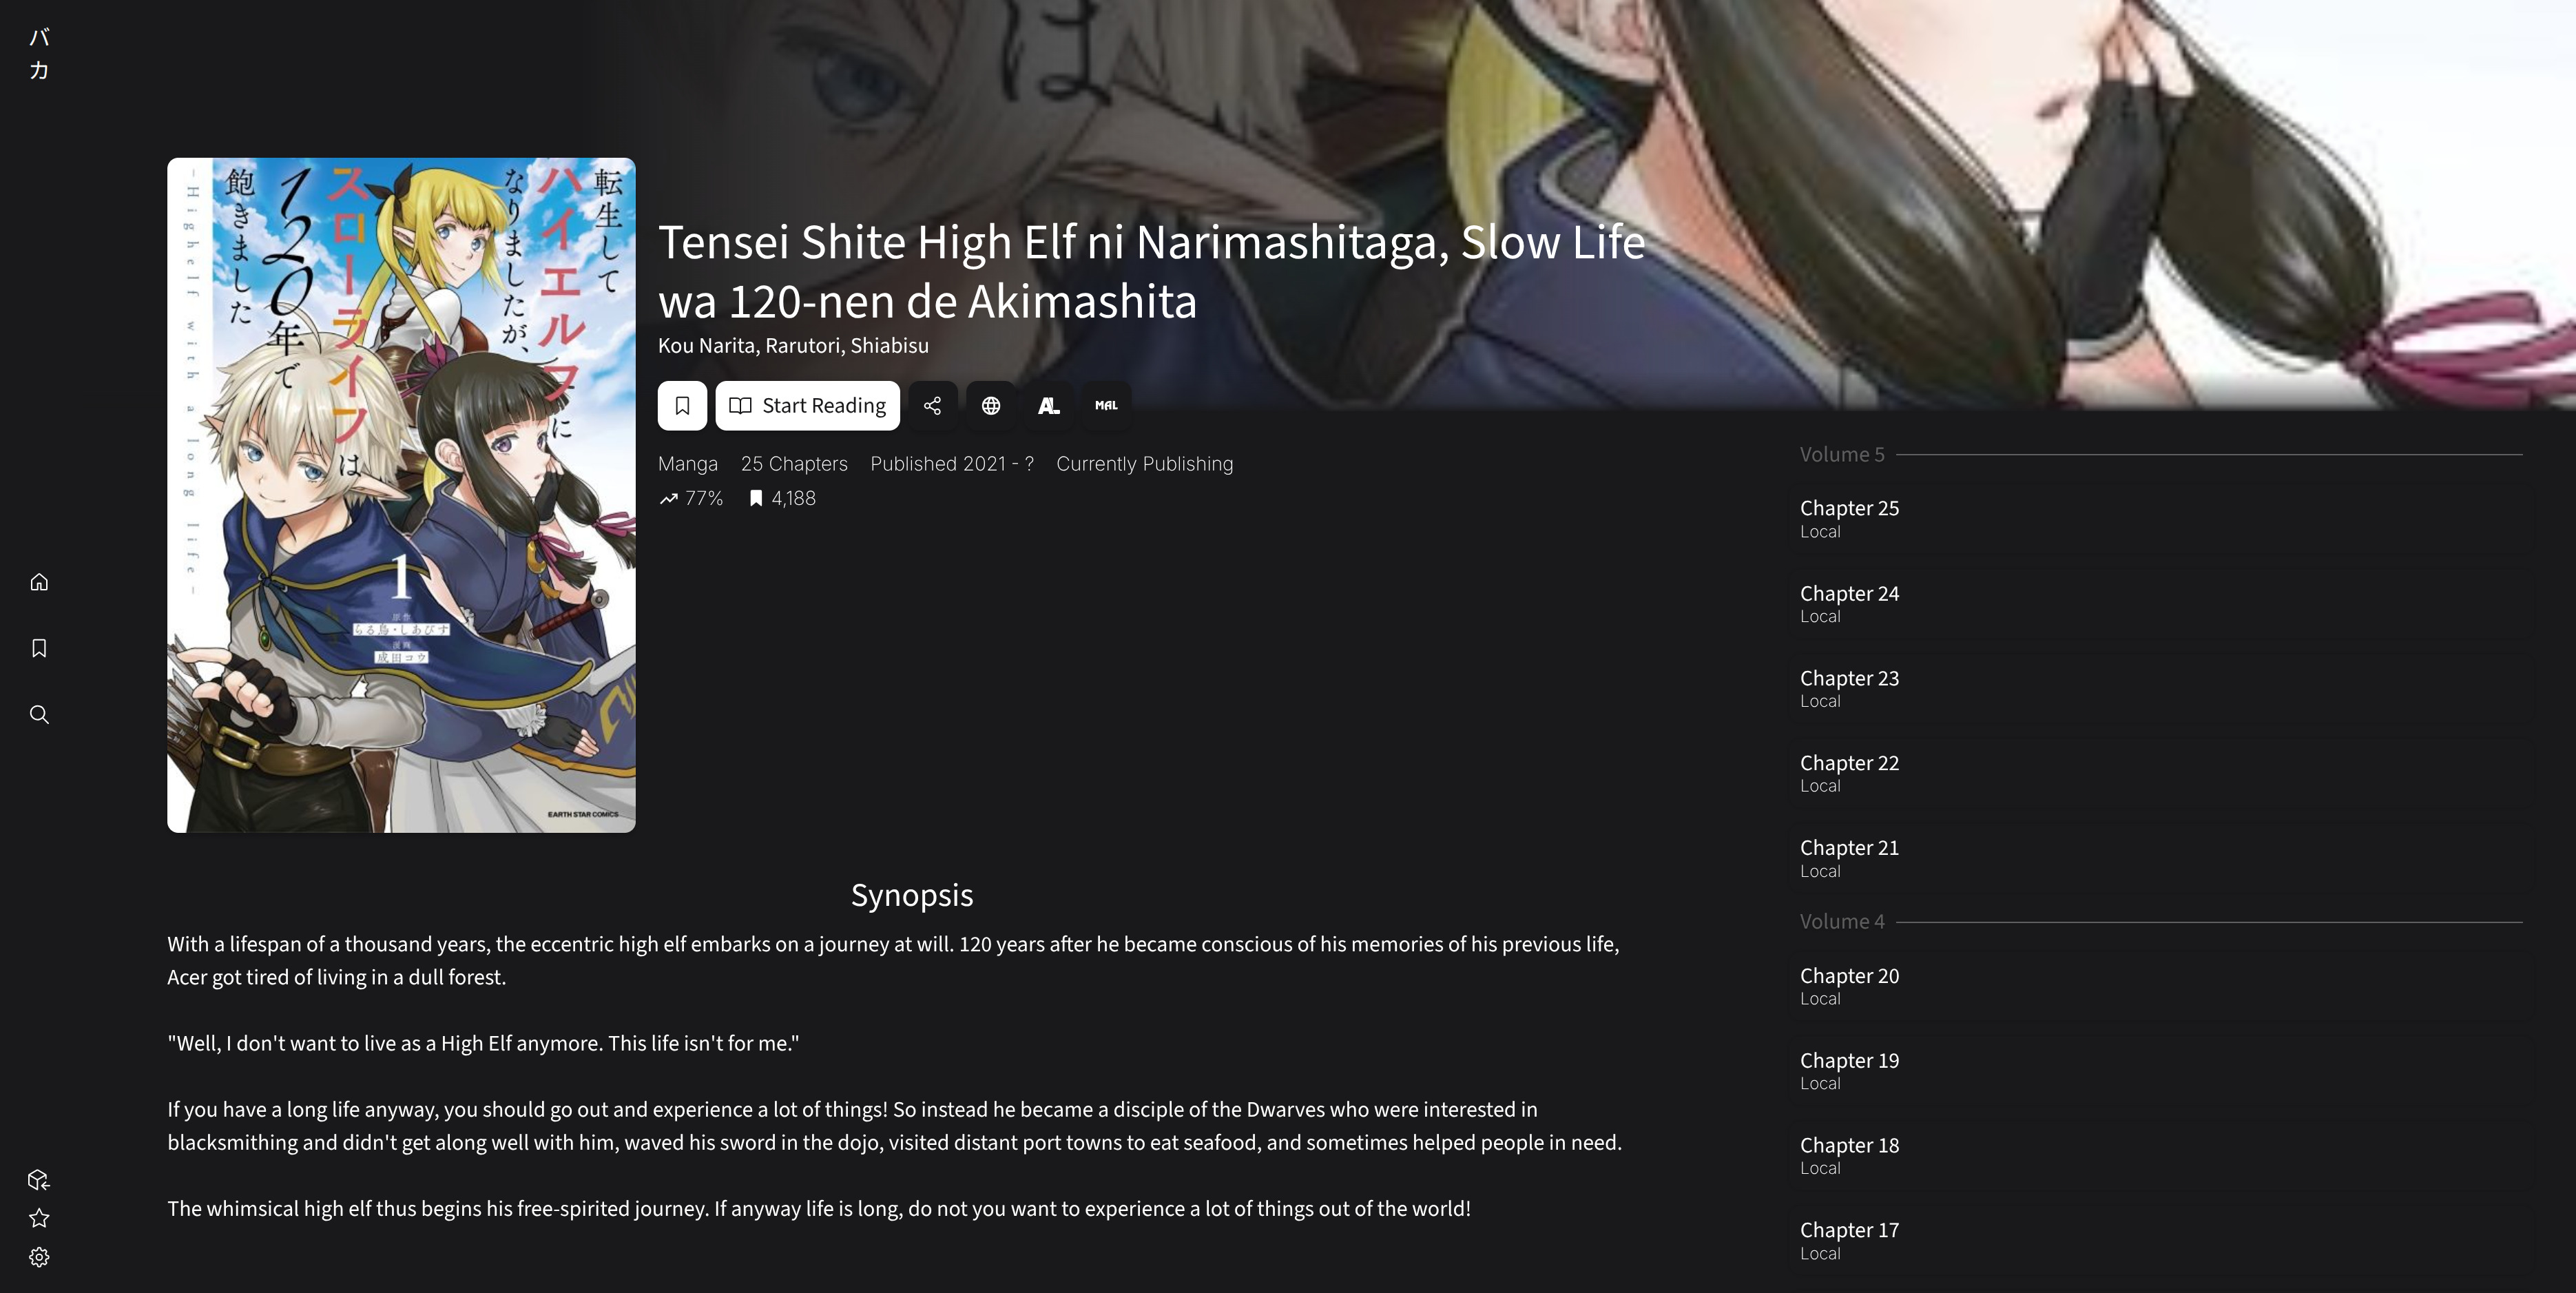 バ
カ
は
転生して
ハイエルフに
なりましたが、
スローライフは
120年で
飽きました
-Highelf with a long life-
1
原作
らる鳥・しあびす
漫画
成田コウ
EARTH STAR COMICS
Tensei Shite High Elf ni Narimashitaga, Slow Life
wa 120-nen de Akimashita
Kou Narita, Rarutori, Shiabisu
Start Reading
AL
MAL
Manga 25 Chapters Published 2021 - ? Currently Publishing
77% 4,188
Synopsis
With a lifespan of a thousand years, the eccentric high elf embarks on a journey at will. 120 years after he became conscious of his memories of his previous life,
Acer got tired of living in a dull forest.
"Well, I don't want to live as a High Elf anymore. This life isn't for me."
If you have a long life anyway, you should go out and experience a lot of things! So instead he became a disciple of the Dwarves who were interested in
blacksmithing and didn't get along well with him, waved his sword in the dojo, visited distant port towns to eat seafood, and sometimes helped people in need.
The whimsical high elf thus begins his free-spirited journey. If anyway life is long, do not you want to experience a lot of things out of the world!
Volume 5
Chapter 25
Local
Chapter 24
Local
Chapter 23
Local
Chapter 22
Local
Chapter 21
Local
Volume 4
Chapter 20
Local
Chapter 19
Local
Chapter 18
Local
Chapter 17
Local